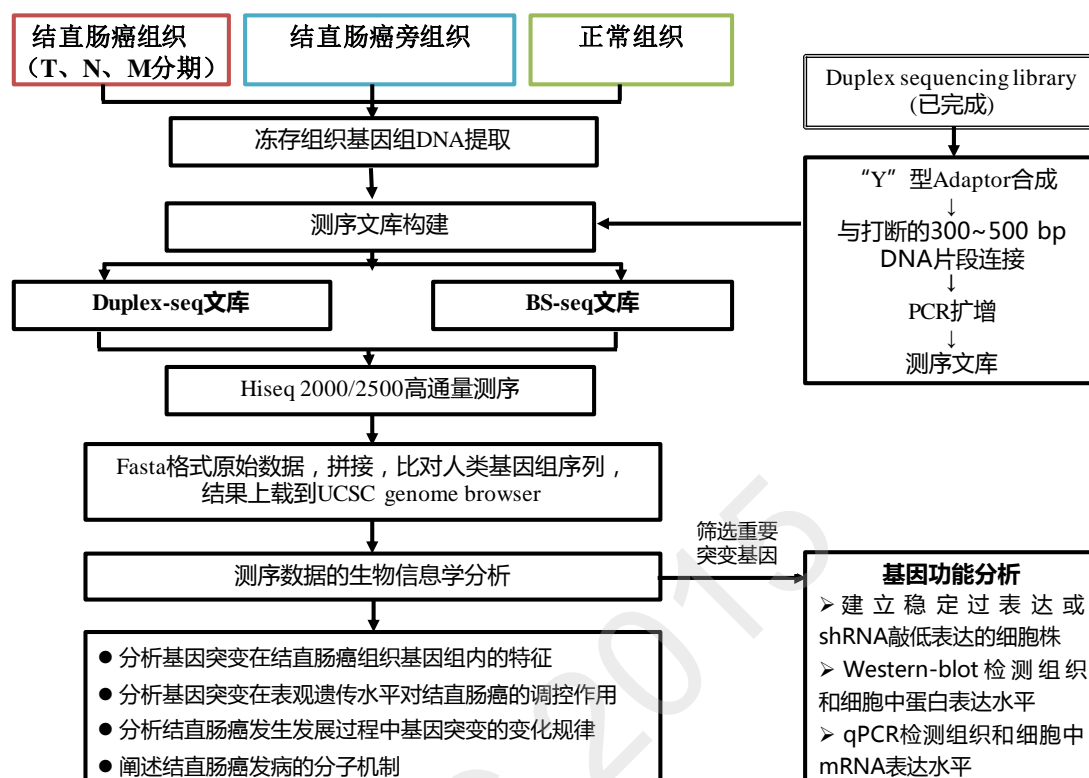 结直肠癌组织
（T、N、M分期）
结直肠癌旁组织
正常组织
冻存组织基因组DNA提取
测序文库构建
Duplex-seq文库
BS-seq文库
Hiseq 2000/2500高通量测序
Fasta格式原始数据，拼接，比对人类基因组序列，
结果上载到UCSC genome browser
测序数据的生物信息学分析
● 分析基因突变在结直肠癌组织基因组内的特征
● 分析基因突变在表观遗传水平对结直肠癌的调控作用
● 分析结直肠癌发生发展过程中基因突变的变化规律
● 阐述结直肠癌发病的分子机制
Duplex sequencing library
(已完成)
“Y”型Adaptor合成
↓
与打断的300~500 bp
DNA片段连接
↓
PCR扩增
↓
测序文库
筛选重要
突变基因
基因功能分析
➢ 建立稳定过表达或
shRNA敲低表达的细胞株
➢ Western-blot检测组织
和细胞中蛋白表达水平
➢ qPCR检测组织和细胞中
mRNA表达水平
2015